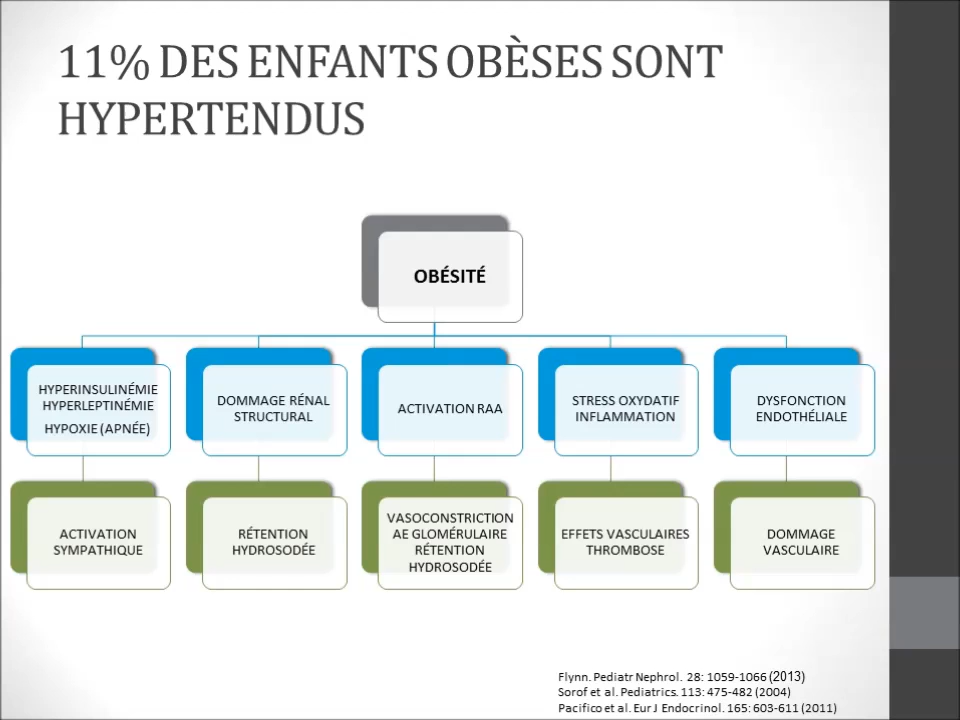 11% DES ENFANTS OBÈSES SONT
HYPERTENDUS
OBÉSITÉ
HYPERINSULINÉMIE
HYPERLEPTINÉMIE
HYPOXIE (APNÉE)
DOMMAGE RÉNAL
STRUCTURAL
ACTIVATION RAA
STRESS OXYDATIF
INFLAMMATION
DYSFONCTION
ENDOTHÉLIALE
ACTIVATION
SYMPATHIQUE
RÉTENTION
HYDROSODÉE
VASOCONSTRICTION
AE GLOMÉRULAIRE
RÉTENTION
HYDROSODÉE
EFFETS VASCULAIRES
THROMBOSE
DOMMAGE
VASCULAIRE
Flynn. Pediatr Nephrol. 28: 1059-1066 (2013)
Sorof et al. Pediatrics. 113: 475-482 (2004)
Pacifico et al. Eur J Endocrinol. 165: 603-611 (2011)